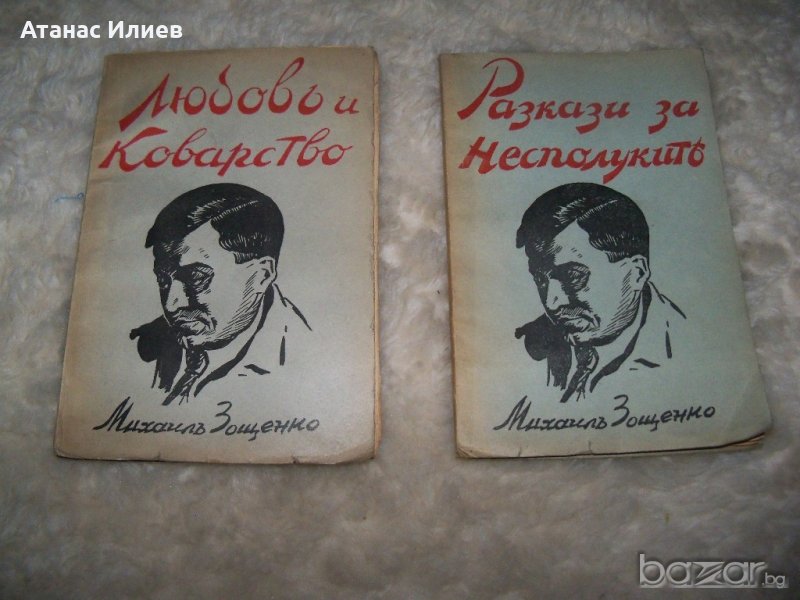 Атанас Илиев
Любовь и
Коварство
Михаилъ Зощенко
Разкази за
Несполукитѣ
Михаилъ Зощенко
bazar.bg